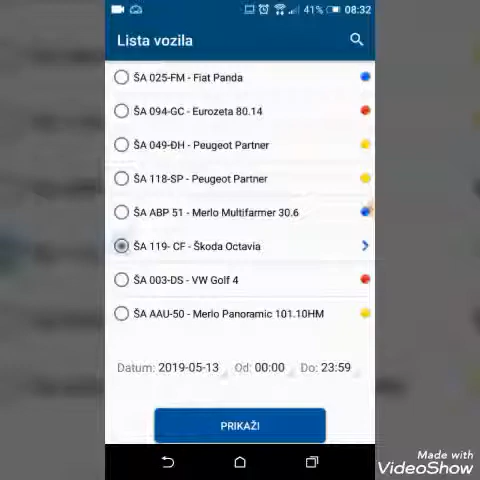 41% 08:32
Lista vozila
ŠA 025-FM - Fiat Panda
ŠA 094-GC - Eurozeta 80.14
ŠA 049-ĐH - Peugeot Partner
ŠA 118-SP - Peugeot Partner
ŠA ABP 51 - Merlo Multifarmer 30.6
ŠA 119- CF - Škoda Octavia
ŠA 003-DS - VW Golf 4
ŠA AAU-50 - Merlo Panoramic 101.10HM
Datum: 2019-05-13 Od: 00:00 Do: 23:59
PRIKAŽI
Made with
VideoShow